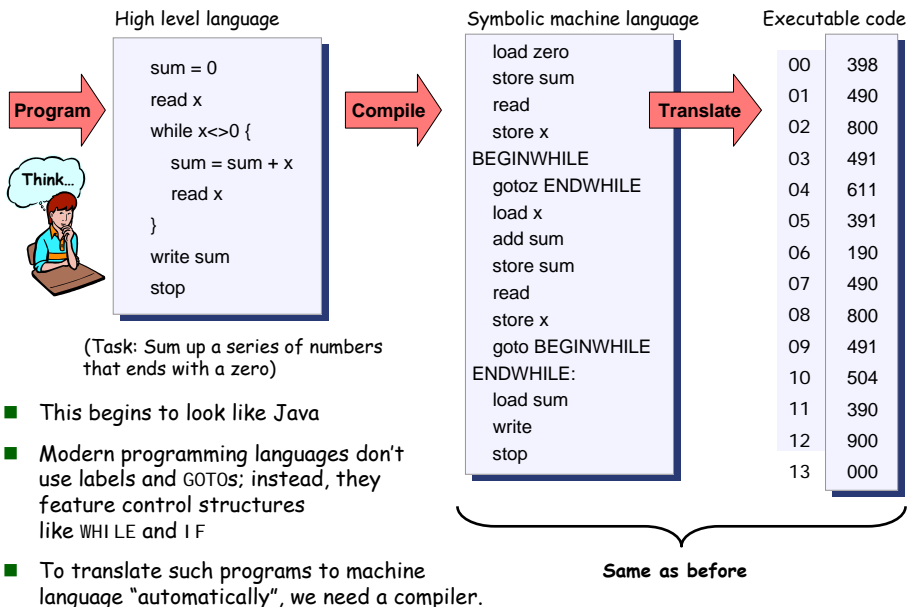 High level language
Symbolic machine language
Executable code
Program
sum = 0
read x
while x<>0 {
sum = sum + x
read x
}
write sum
stop
Think...
Compile
load zero
store sum
read
store x
BEGINWHILE
gotoz ENDWHILE
load x
add sum
store sum
read
store x
goto BEGINWHILE
ENDWHILE:
load sum
write
stop
Translate
00 398
01 490
02 800
03 491
04 611
05 391
06 190
07 490
08 800
09 491
10 504
11 390
12 900
13 000
(Task: Sum up a series of numbers
that ends with a zero)
This begins to look like Java
Modern programming languages don't
use labels and GOTOs; instead, they
feature control structures
like WHILE and IF
To translate such programs to machine
language "automatically", we need a compiler.
Same as before